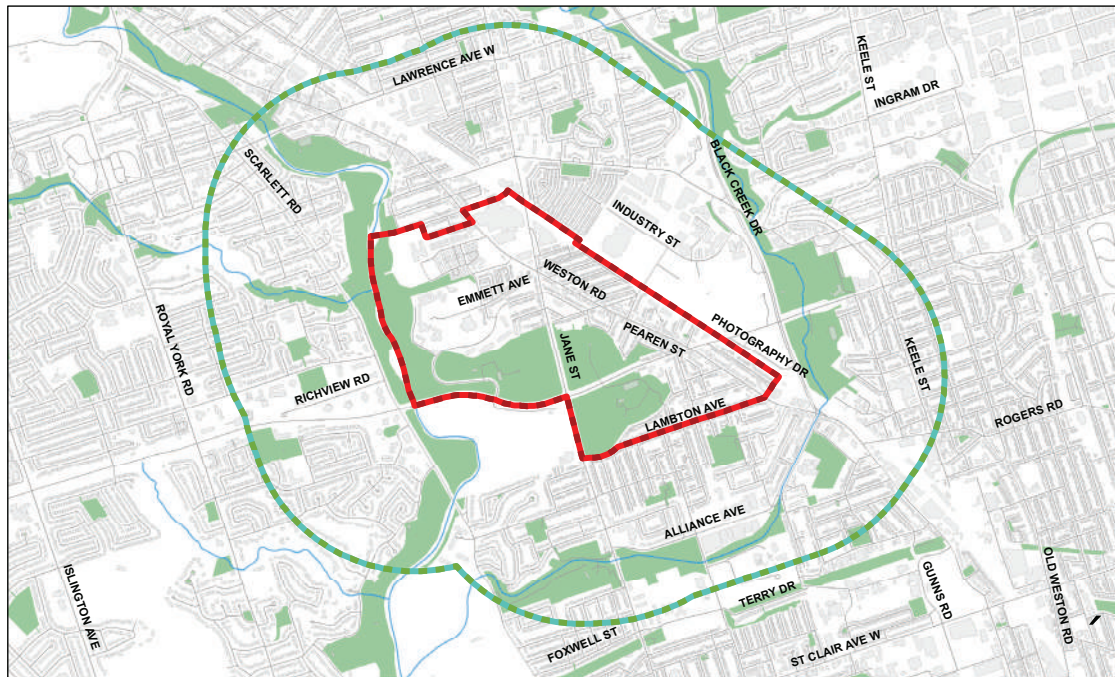 LAWRENCE AVE W
KEELE ST
INGRAM DR
SCARLETT RD
BLACK CREEK DR
INDUSTRY ST
WESTON RD
EMMETT AVE
ROYAL YORK RD
PEAREN ST
PHOTOGRAPHY DR
JANE ST
KEELE ST
RICHVIEW RD
LAMBTON AVE
ROGERS RD
ALLIANCE AVE
ISLINGTON AVE
GUNNS RD
OLD WESTON RD
TERRY DR
FOXWELL ST
ST CLAIR AVE W